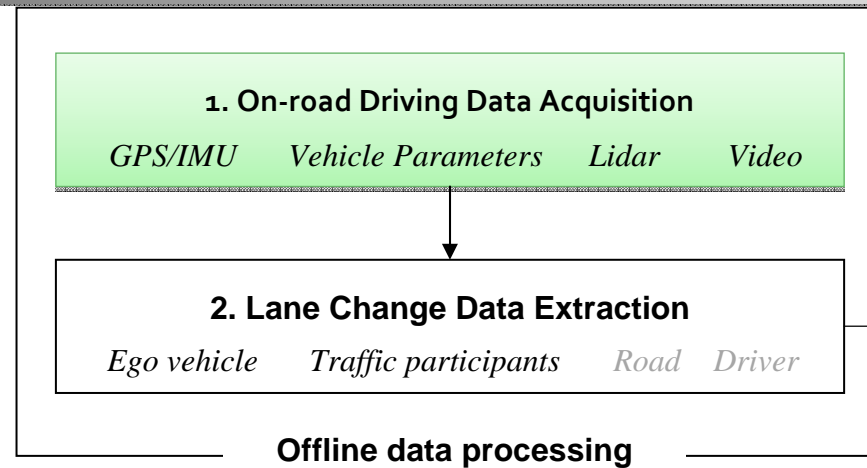 1. On-road Driving Data Acquisition
GPS/IMU Vehicle Parameters Lidar Video
2. Lane Change Data Extraction
Ego vehicle Traffic participants Road Driver
Offline data processing